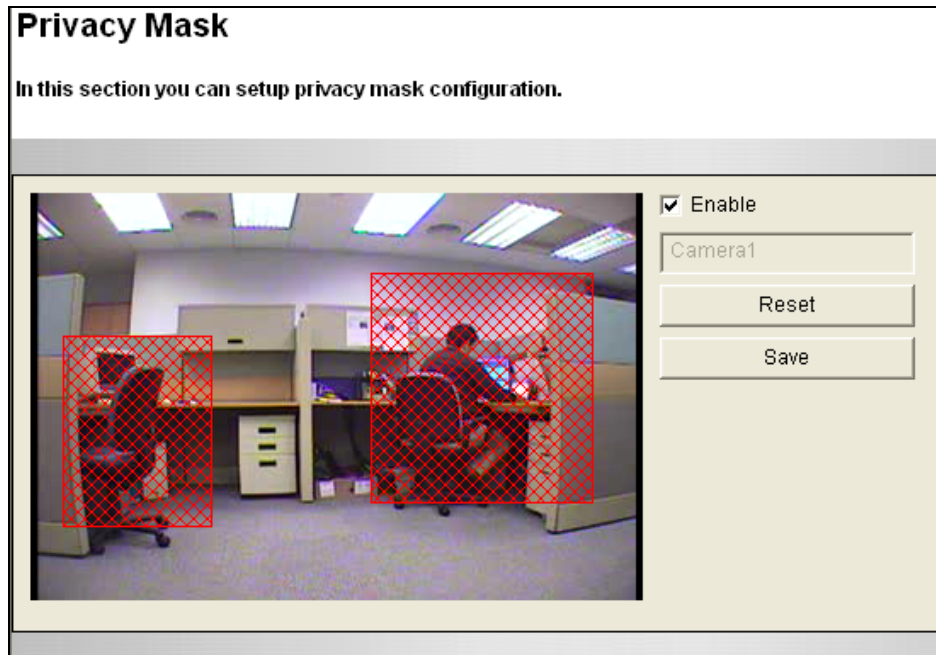 Privacy Mask
In this section you can setup privacy mask configuration.
Enable
Camera1
Reset
Save